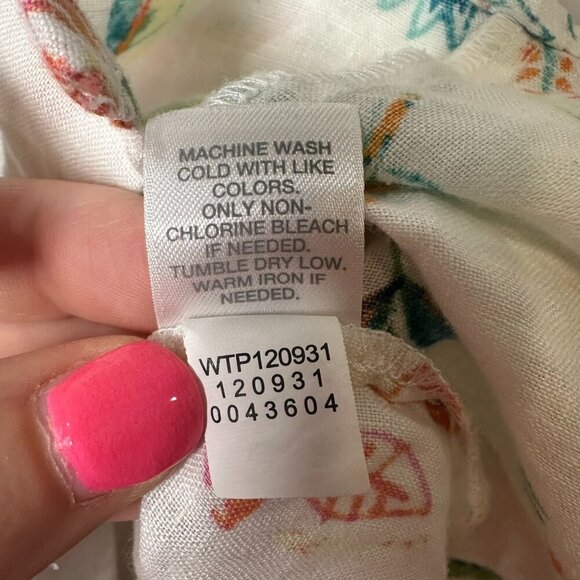 MACHINE WASH
COLD WITH LIKE
COLORS.
ONLY NON-
CHLORINE BLEACH
IF NEEDED.
TUMBLE DRY LOW.
WARM IRON IF
NEEDED.
WTP120931
120931
0043604